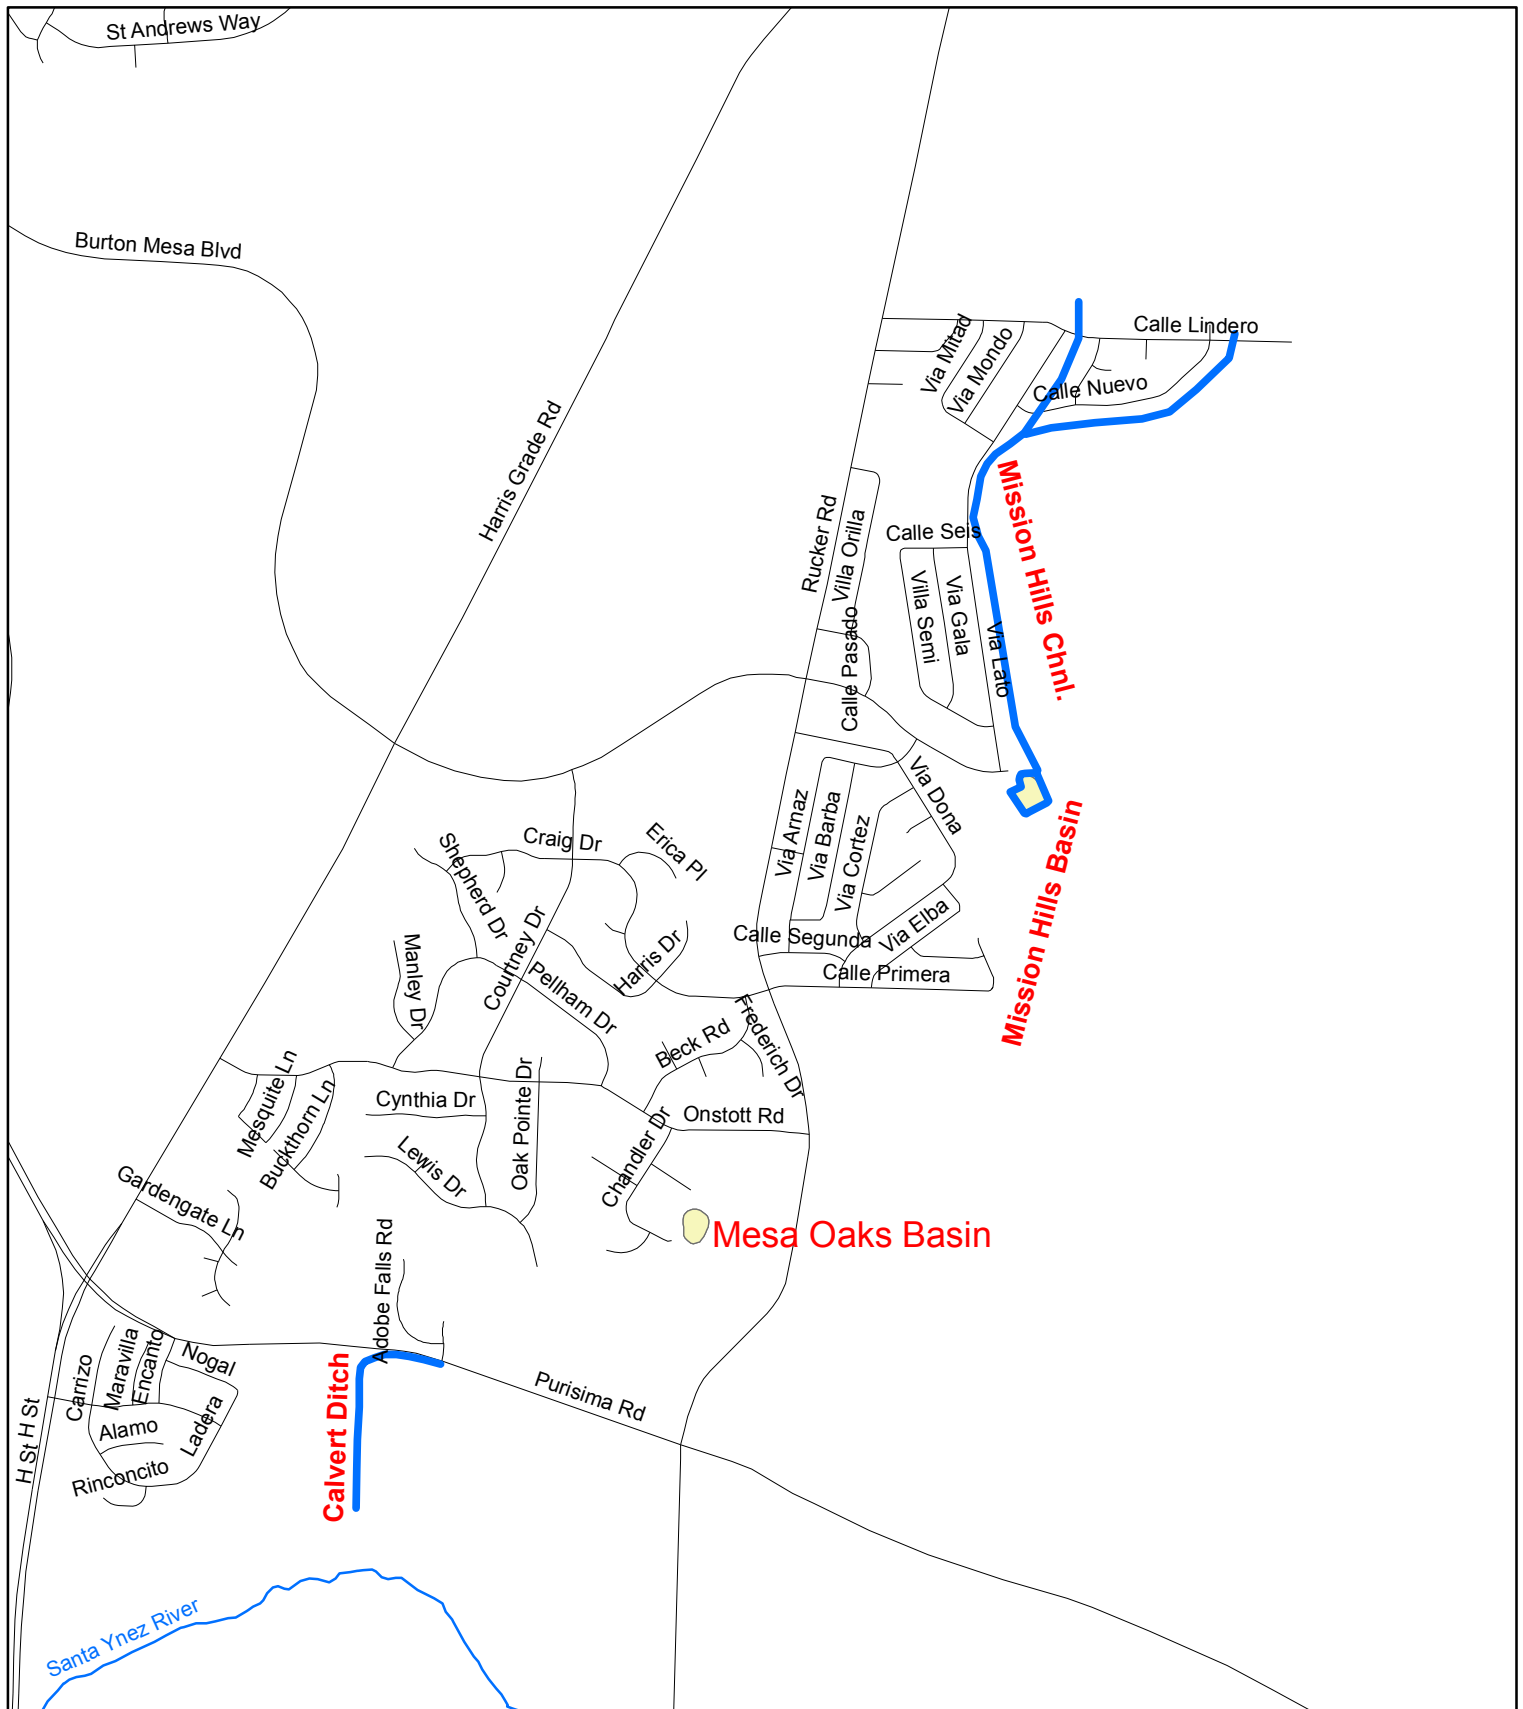 St Andrews Way
Burton Mesa Blvd
Harris Grade Rd
Rucker Rd
Via Mitad
Via Mondo
Calle Lindero
Calle Nuevo
Mission Hills Chnl.
Villa Orilla
Calle Seis
Calle Pasado
Villa Semi
Via Gala
Via Lato
Via Dona
Via Arnaz
Via Barba
Via Cortez
Mission Hills Basin
Craig Dr
Erica Pl
Shepherd Dr
Courtney Dr
Manley Dr
Pellham Dr
Harris Dr
Calle Segunda
Via Elba
Calle Primera
Frederich Dr
Beck Rd
Mesquite Ln
Buckthorn Ln
Cynthia Dr
Oak Pointe Dr
Onstott Rd
Chandler Dr
Lewis Dr
Gardengate Ln
Mesa Oaks Basin
Adobe Falls Rd
Carrizo
Maravilla
Encanto
Nogal
Ladera
Alamo
Rinconcito
H St H St
Calvert Ditch
Purisima Rd
Santa Ynez River